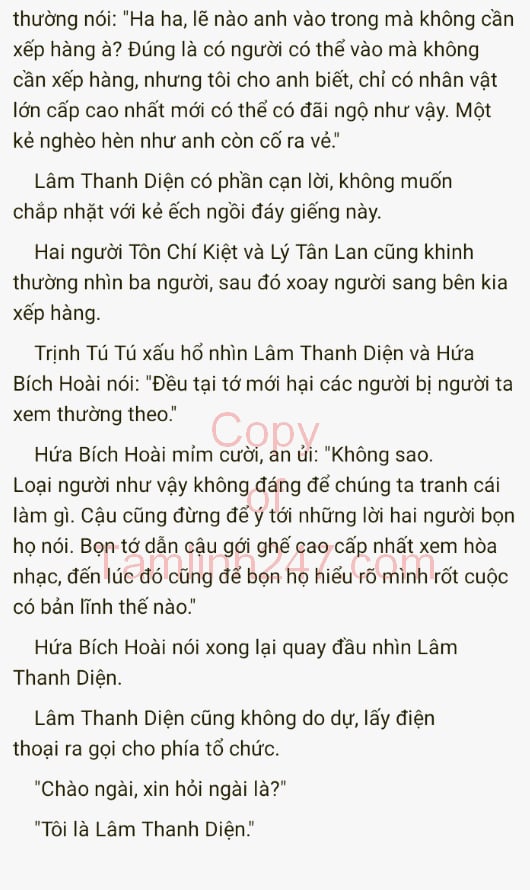 thường nói: "Ha ha, lẽ nào anh vào trong mà không cần
xếp hàng à? Đúng là có người có thể vào mà không
cần xếp hàng, nhưng tôi cho anh biết, chỉ có nhân vật
lớn cấp cao nhất mới có thể có đãi ngộ như vậy. Một
kẻ nghèo hèn như anh còn cố ra vẻ."
Lâm Thanh Diện có phần cạn lời, không muốn
chắp nhặt với kẻ ếch ngồi đáy giếng này.
Hai người Tôn Chí Kiệt và Lý Tân Lan cũng khinh
thường nhìn ba người, sau đó xoay người sang bên kia
xếp hàng.
Trịnh Tú Tú xấu hổ nhìn Lâm Thanh Diện và Hứa
Bích Hoài nói: "Đều tại tớ mới hại các người bị người ta
xem thường theo."
Hứa Bích Hoài mỉm cười, an ủi: "Không sao.
Loại người như vậy không đáng để chúng ta tranh cái
làm gì. Cậu cũng đừng để ý tới những lời hai người bọn
họ nói. Bọn tớ dẫn cậu gới ghế cao cấp nhất xem hòa
nhạc, đến lúc đó cũng để bọn họ hiểu rõ mình rốt cuộc
có bản lĩnh thế nào."
Hứa Bích Hoài nói xong lại quay đầu nhìn Lâm
Thanh Diện.
Lâm Thanh Diện cũng không do dự, lấy điện
thoại ra gọi cho phía tổ chức.
"Chào ngài, xin hỏi ngài là?"
"Tôi là Lâm Thanh Diện."
Copy
of
Tamlinh247.com